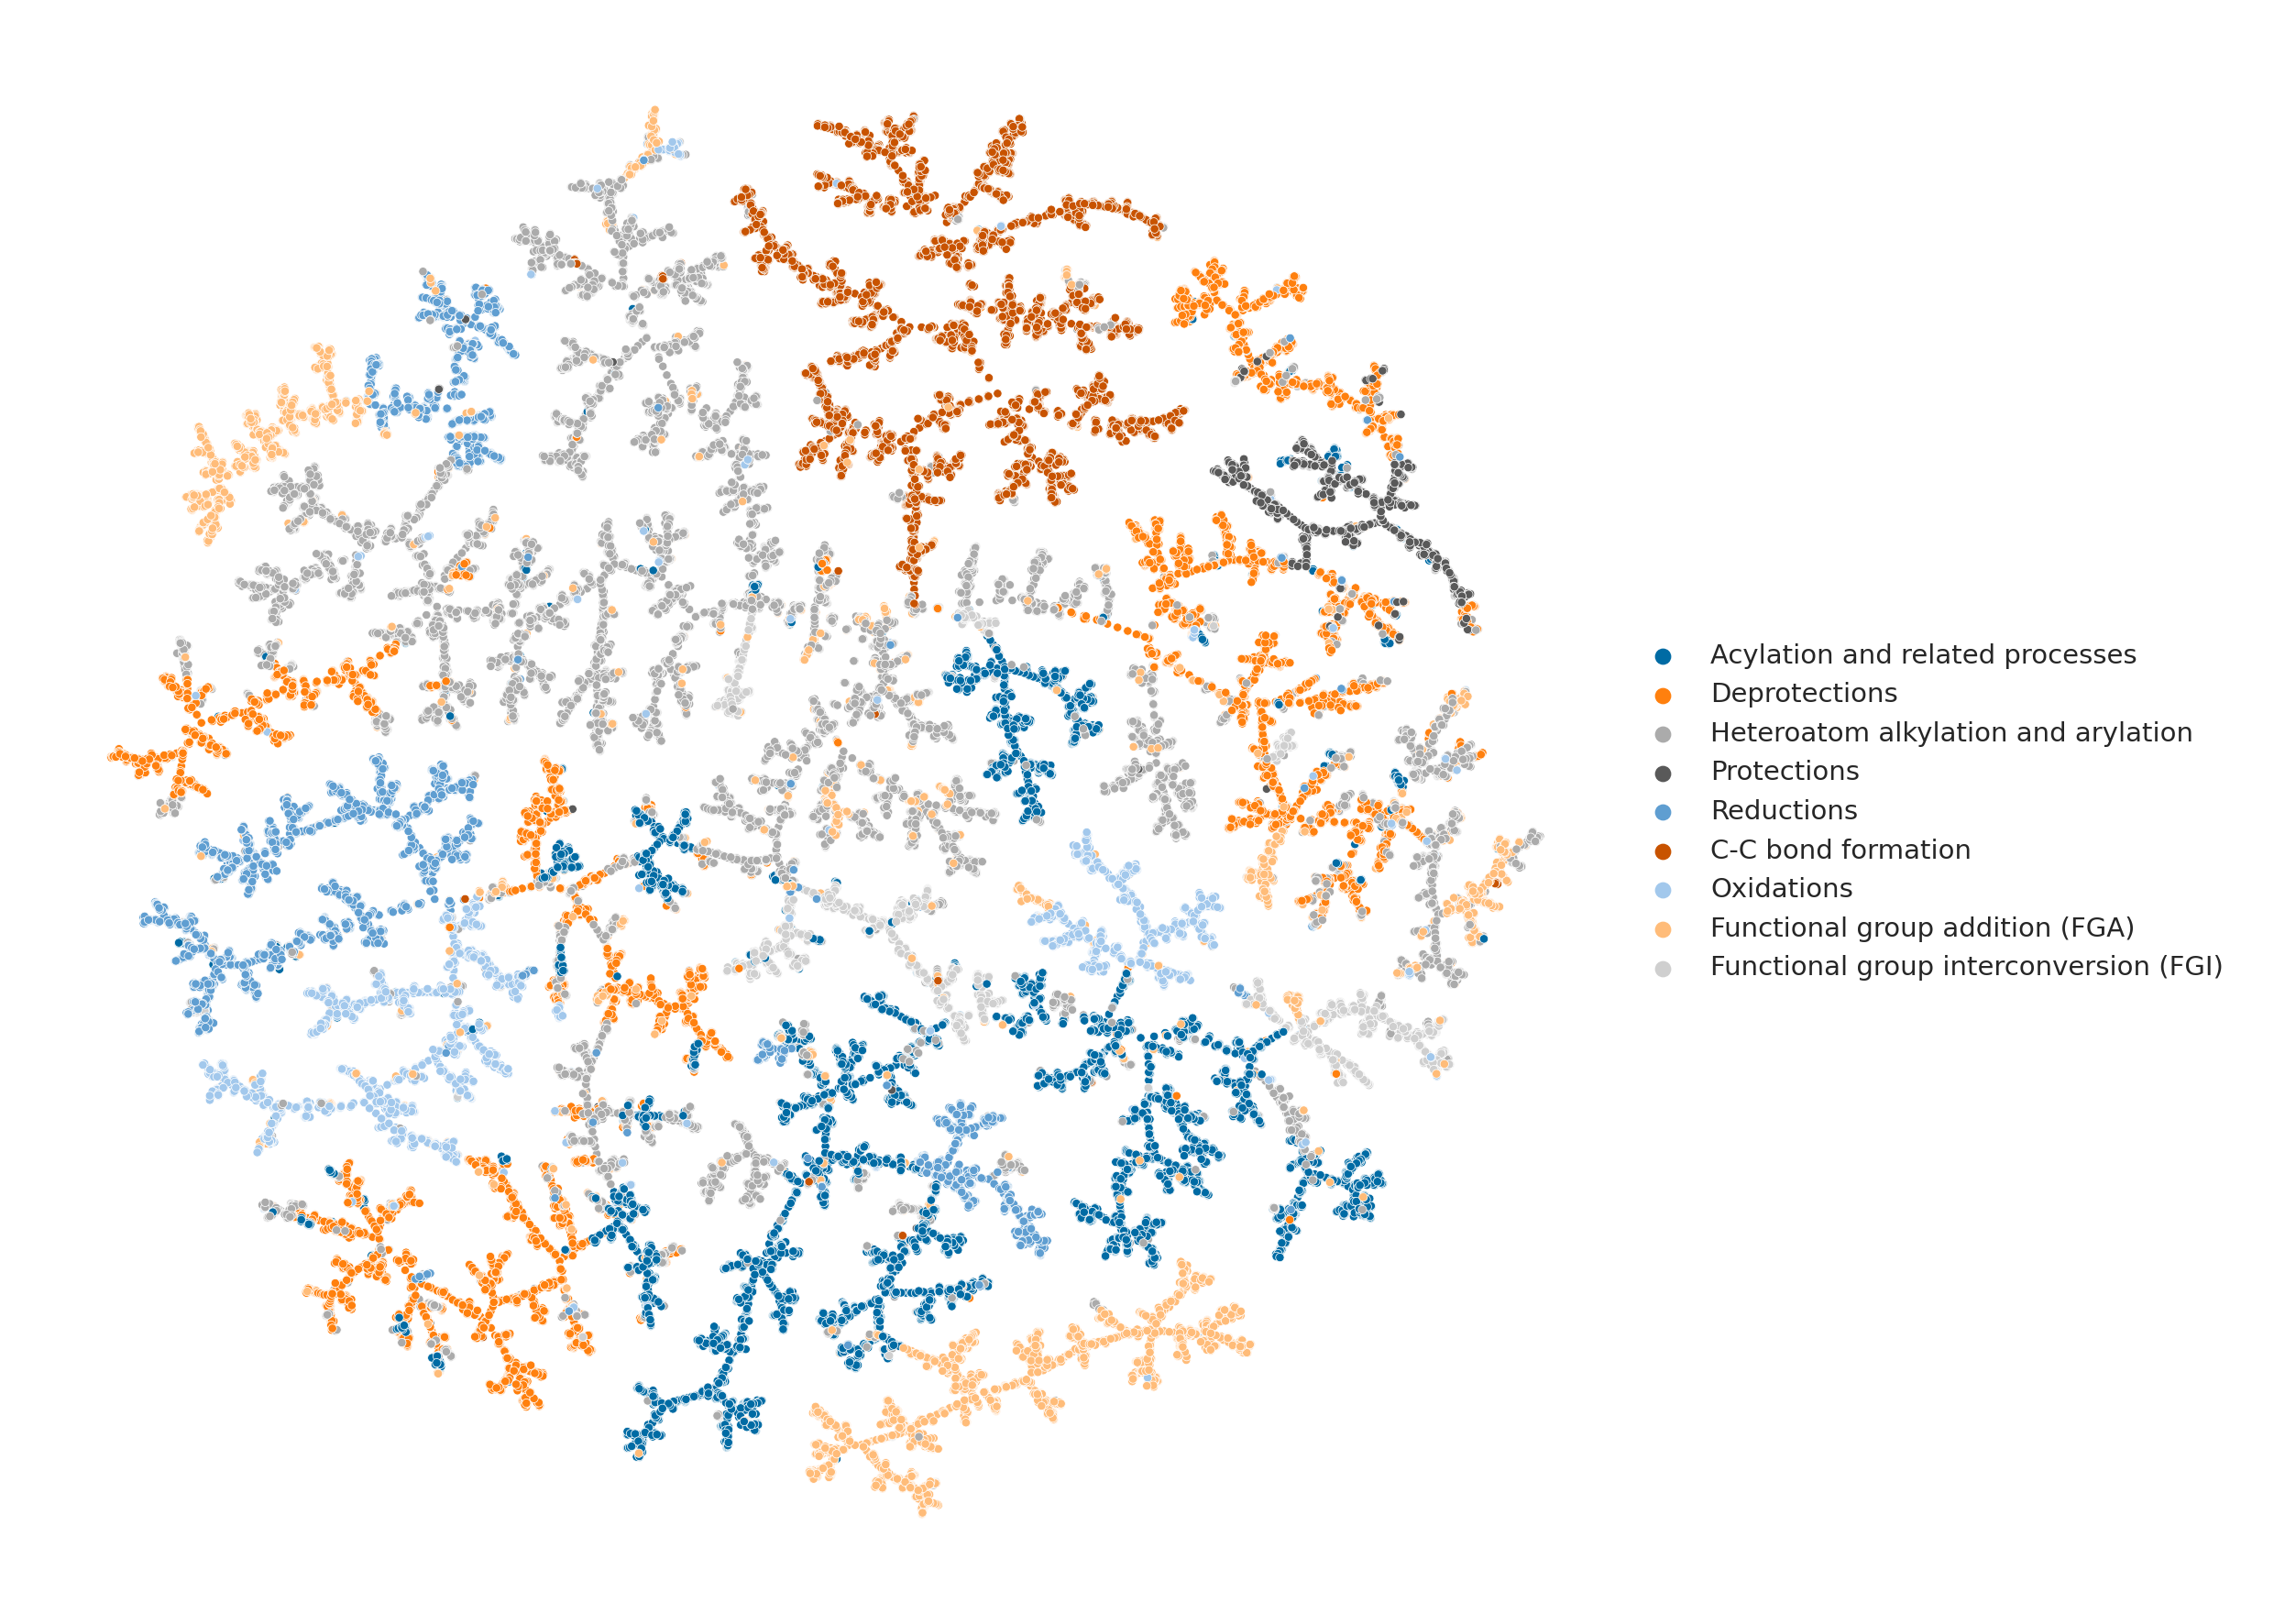 Acylation and related processes
Deprotections
Heteroatom alkylation and arylation
Protections
Reductions
C-C bond formation
Oxidations
Functional group addition (FGA)
Functional group interconversion (FGI)